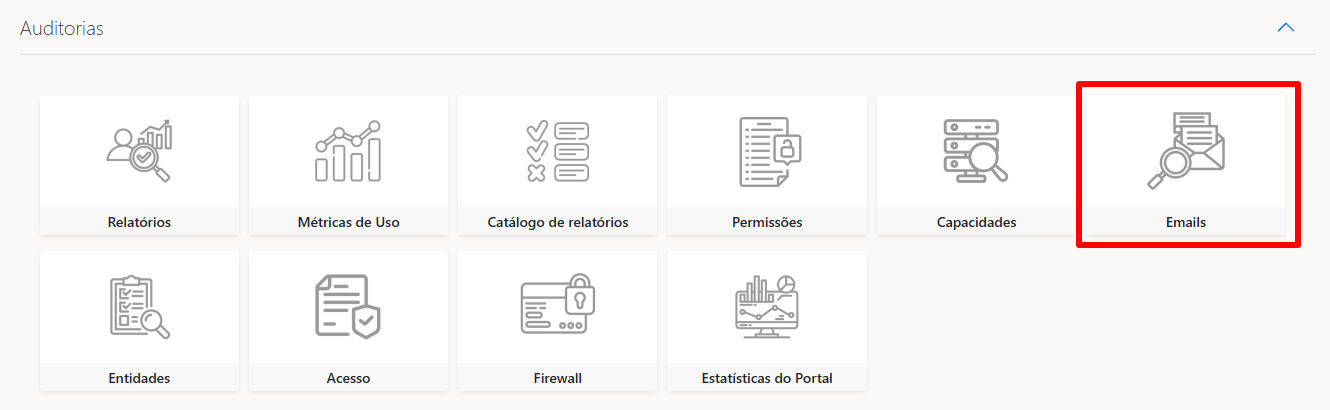 Auditorias
Relatórios
Métricas de Uso
Catálogo de relatórios
Permissões
Capacidades
Emails
Entidades
Acesso
Firewall
Estatísticas do Portal